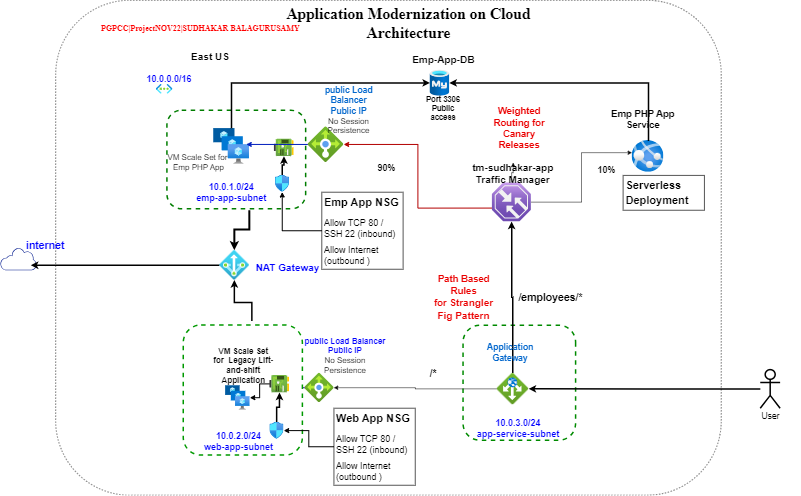 Application Modernization on Cloud
Architecture
PGPCC|ProjectNOV22|SUDHAKAR BALAGURUSAMY
East US
10.0.0.0/16
Emp-App-DB
Port 3306
Public
access
public Load
Balancer
Public IP
No Session
Persistence
Weighted
Routing for
Canary
Releases
Emp PHP App
Service
VM Scale Set for
Emp PHP App
10.0.1.0/24
emp-app-subnet
90%
tm-sudhakar-app
Traffic Manager
10%
Serverless
Deployment
Emp App NSG
Allow TCP 80 /
SSH 22 (inbound)
Allow Internet
(outbound )
internet
NAT Gateway
Path Based
Rules
for Strangler
Fig Pattern
/employees/*
VM Scale Set
for Legacy Lift-
and-shift
Application
public Load Balancer
Public IP
No Session
Persistence
Application
Gateway
/*
10.0.2.0/24
web-app-subnet
Web App NSG
Allow TCP 80 /
SSH 22 (inbound)
Allow Internet
(outbound )
10.0.3.0/24
app-service-subnet
User